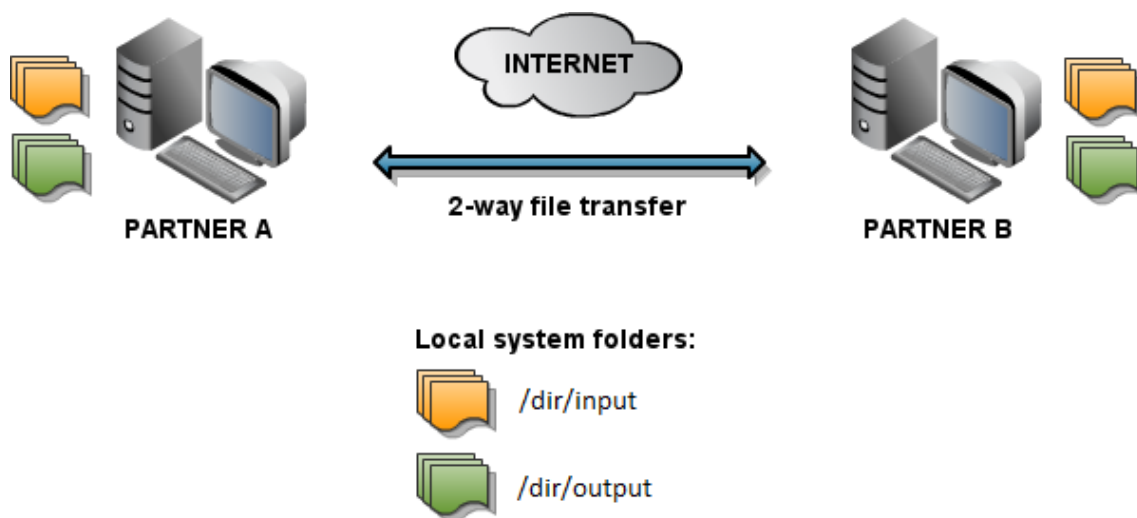 INTERNET
2-way file transfer
PARTNER A
PARTNER B
Local system folders:
/dir/input
/dir/output